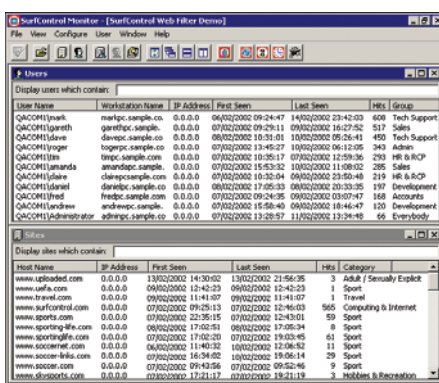 SurfControl Monitor - [SurfControl Web Filter Demo]
File View Configure User Window Help
Users
Display users which contain:
User Name Workstation Name IP Address First Seen Last Seen Hits Group
QACOM1\mark markpc.sample.co. 0.0.0.0 06/02/2002 09:24:47 14/02/2002 23:42:03 608 Tech Support
QACOM1\gareth garethpc.sample. 0.0.0.0 07/02/2002 09:29:11 09/02/2002 16:27:52 517 Sales
QACOM1\dave davepc.sample.co 0.0.0.0 08/02/2002 10:31:01 10/02/2002 05:26:41 450 Tech Support
QACOM1\roger togerpc.sample.co 0.0.0.0 07/02/2002 13:45:27 10/02/2002 06:12:05 343 Admin
QACOM1\tim timpc.sample.com 0.0.0.0 07/02/2002 10:35:17 07/02/2002 12:59:36 293 HR & RCP
QACOM1\amanda amandapc.sample. 0.0.0.0 07/02/2002 15:53:32 10/02/2002 11:08:02 285 Sales
QACOM1\claire clairepcsample.com 0.0.0.0 07/02/2002 10:32:04 09/02/2002 23:50:48 219 HR & RCP
QACOM1\daniel danielpc.sample.co 0.0.0.0 08/02/2002 17:05:33 08/02/2002 20:33:35 197 Development
QACOM1\fred fredpc.sample.com 0.0.0.0 07/02/2002 09:24:35 09/02/2002 03:07:47 168 Accounts
QACOM1\andrew andrewpc.sample. 0.0.0.0 07/02/2002 15:58:40 09/02/2002 18:46:47 120 Development
QACOM1\Administrator adminpc.sample.co 0.0.0.0 07/02/2002 13:28:57 11/02/2002 13:34:48 66 Everybody
Sites
Display sites which contain:
Host Name IP Address First Seen Last Seen Hits Category
www.uploaded.com 0.0.0.0 13/02/2002 14:30:02 13/02/2002 21:56:35 3 Adult / Sexually Explicit
www.uefa.com 0.0.0.0 09/02/2002 12:42:23 09/02/2002 12:42:23 1 Sport
www.travel.com 0.0.0.0 09/02/2002 11:41:07 09/02/2002 11:41:07 1 Travel
www.surfcontrol.com 0.0.0.0 07/02/2002 09:25:13 07/02/2002 12:46:03 565 Computing & Internet
www.sports.com 0.0.0.0 07/02/2002 22:35:15 07/02/2002 12:43:01 59 Sport
www.sporting-life.com 0.0.0.0 08/02/2002 17:02:51 08/02/2002 17:05:34 8 Sport
www.sportinglife.com 0.0.0.0 07/02/2002 17:02:20 07/02/2002 19:03:45 61 Sport
www.soccernet.com 0.0.0.0 06/02/2002 11:40:32 10/02/2002 12:06:52 11 Sport
www.soccer-links.com 0.0.0.0 07/02/2002 16:34:02 10/02/2002 19:06:14 29 Sport
www.soccer.com 0.0.0.0 07/02/2002 09:43:56 07/02/2002 09:52:46 9 Sport
www.skysports.com 0.0.0.0 07/02/2002 17:21:17 07/02/2002 19:21:19 3 Hobbies & Recreation